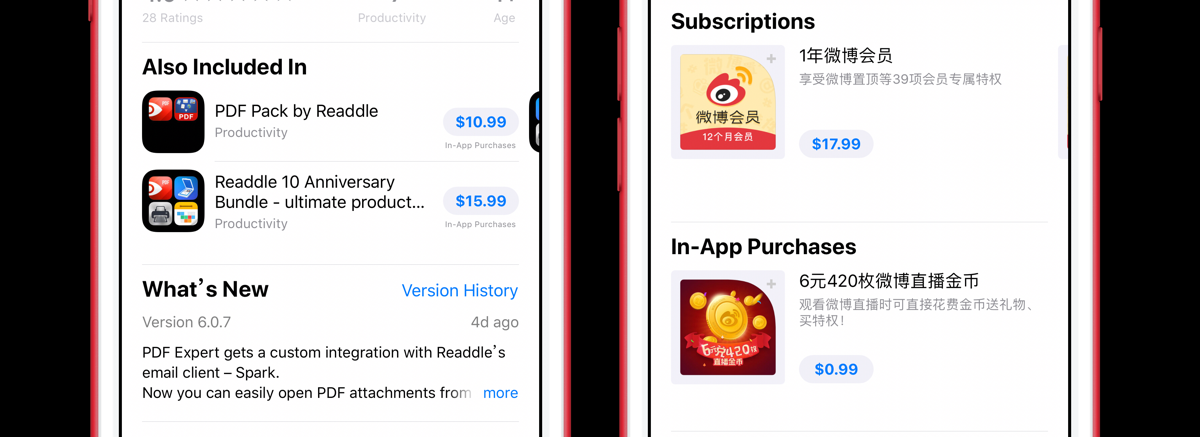 28 Ratings
Productivity
Age
Also Included In
PDF Pack by Readdle
Productivity
$10.99
In-App Purchases
PDF
Readdle 10 Anniversary
Bundle - ultimate product...
Productivity
$15.99
In-App Purchases
What's New
Version History
Version 6.0.7
4d ago
PDF Expert gets a custom integration with Readdle's
email client – Spark.
Now you can easily open PDF attachments from
more
Subscriptions
微博会员
12个月会员
1年微博会员
享受微博置顶等39项会员专属特权
$17.99
In-App Purchases
6元兑420枚
直播金币
6元420枚微博直播金币
观看微博直播时可直接花费金币送礼物、
买特权！
$0.99